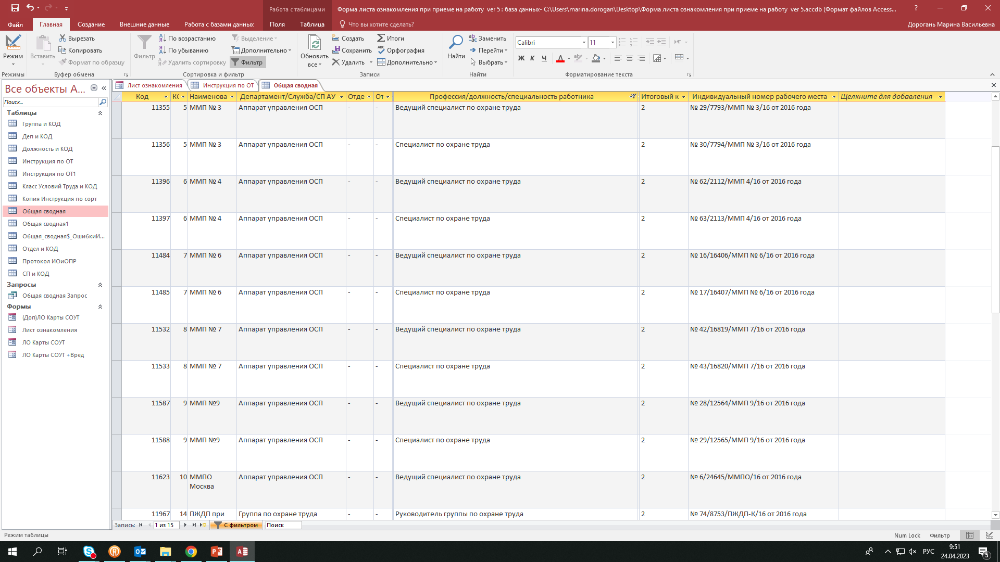 Работа с таблицами
Форма листа ознакомления при приеме на работу ver 5 : база данных- C:\Users\marina.dorogan\Desktop\Форма листа ознакомления при приеме на работу ver 5.accdb (Формат файлов Access...
?
Файл
Главная
Создание
Внешние данные
Работа с базами данных
Поля
Таблица
Что вы хотите сделать?
Дорогань Марина Васильевна
Режим
Режимы
Вставить
Вырезать
Копировать
Формат по образцу
Буфер обмена
Фильтр
По возрастанию
По убыванию
Удалить сортировку
Выделение
Дополнительно
Фильтр
Сортировка и фильтр
Обновить все
Создать
Сохранить
Удалить
Итоги
Орфография
Дополнительно
Записи
Найти
Заменить
Перейти
Выбрать
Найти
Calibri
11
Ж К Ч
Форматирование текста
Все объекты A...
Поиск...
Таблицы
Группа и КОД
Деп и КОД
Должность и КОД
Инструкция по ОТ
Инструкция по ОТ1
Класс Условий Труда и КОД
Копия Инструкция по сорт
Общая сводная
Общая сводная1
Общая_сводная$_ОшибкиИ...
Отдел и КОД
Протокол ИОиОПР
СП и КОД
Запросы
Общая сводная Запрос
Формы
(Доп)ЛО Карты СОУТ
Лист ознакомления
ЛО Карты СОУТ
ЛО Карты СОУТ +Вред
Лист ознакомления
Инструкция по ОТ
Общая сводная
Код КС Наименова Департамент/Служба/СП АУ Отде От Профессия/должность/специальность работника Итоговый к Индивидуальный номер рабочего места Щелкните для добавления
11355 5 ММП № 3 Аппарат управления ОСП - - Ведущий специалист по охране труда 2 № 29/7793/ММП № 3/16 от 2016 года
11356 5 ММП № 3 Аппарат управления ОСП - - Специалист по охране труда 2 № 30/7794/ММП № 3/16 от 2016 года
11396 6 ММП № 4 Аппарат управления ОСП - - Ведущий специалист по охране труда 2 № 62/2112/ММП 4/16 от 2016 года
11397 6 ММП № 4 Аппарат управления ОСП - - Специалист по охране труда 2 № 63/2113/ММП 4/16 от 2016 года
11484 7 ММП № 6 Аппарат управления ОСП - - Ведущий специалист по охране труда 2 № 16/16406/ММП № 6/16 от 2016 года
11485 7 ММП № 6 Аппарат управления ОСП - - Специалист по охране труда 2 № 17/16407/ММП № 6/16 от 2016 года
11532 8 ММП № 7 Аппарат управления ОСП - - Ведущий специалист по охране труда 2 № 42/16819/ММП 7/16 от 2016 года
11533 8 ММП № 7 Аппарат управления ОСП - - Специалист по охране труда 2 № 43/16820/ММП 7/16 от 2016 года
11587 9 ММП №9 Аппарат управления ОСП - - Ведущий специалист по охране труда 2 № 28/12564/ММП 9/16 от 2016 года
11588 9 ММП №9 Аппарат управления ОСП - - Специалист по охране труда 2 № 29/12565/ММП 9/16 от 2016 года
11623 10 ММПО Москва Аппарат управления ОСП - - Ведущий специалист по охране труда 2 № 6/24645/ММПО/16 от 2016 года
11967 14 ПЖДП при Группа по охране труда - - Руководитель группы по охране труда 2 № 74/8753/ПЖДП-К/16 от 2016 года
Запись: 1 из 15 С фильтром Поиск
Режим таблицы
Num Lock
Фильтр
РУС
9:51
24.04.2023
5